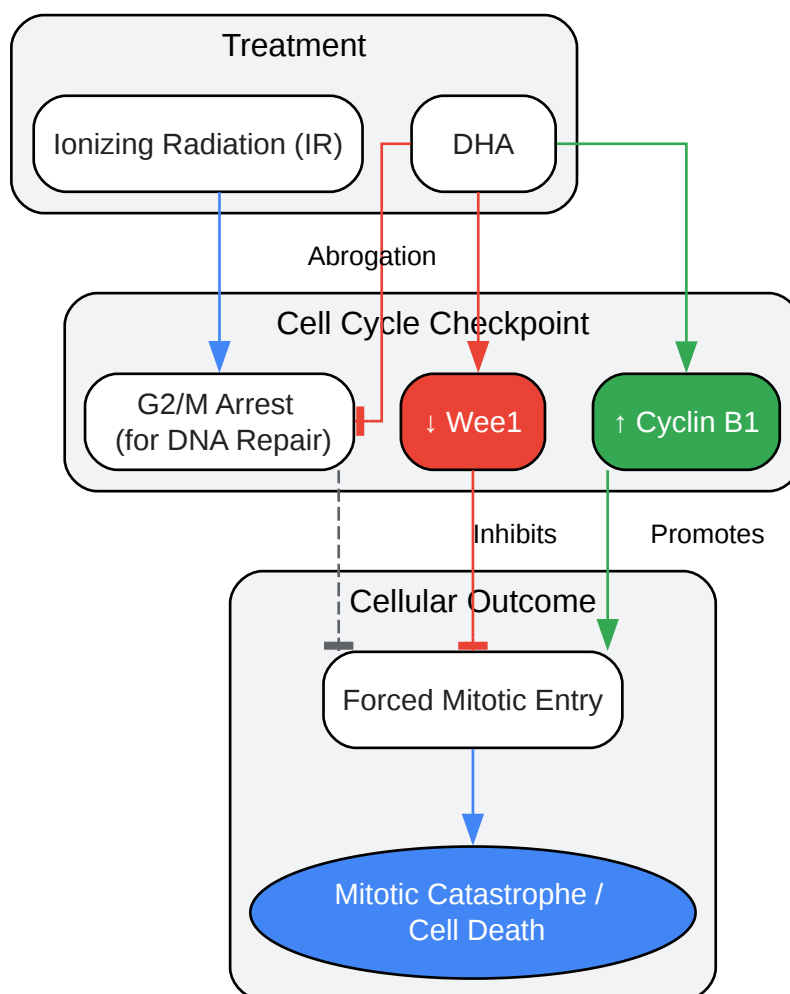 Treatment
Ionizing Radiation (IR)
DHA
Abrogation
Cell Cycle Checkpoint
G2/M Arrest
(for DNA Repair)
↓ Wee1
↑ Cyclin B1
Inhibits
Promotes
Cellular Outcome
Forced Mitotic Entry
Mitotic Catastrophe /
Cell Death